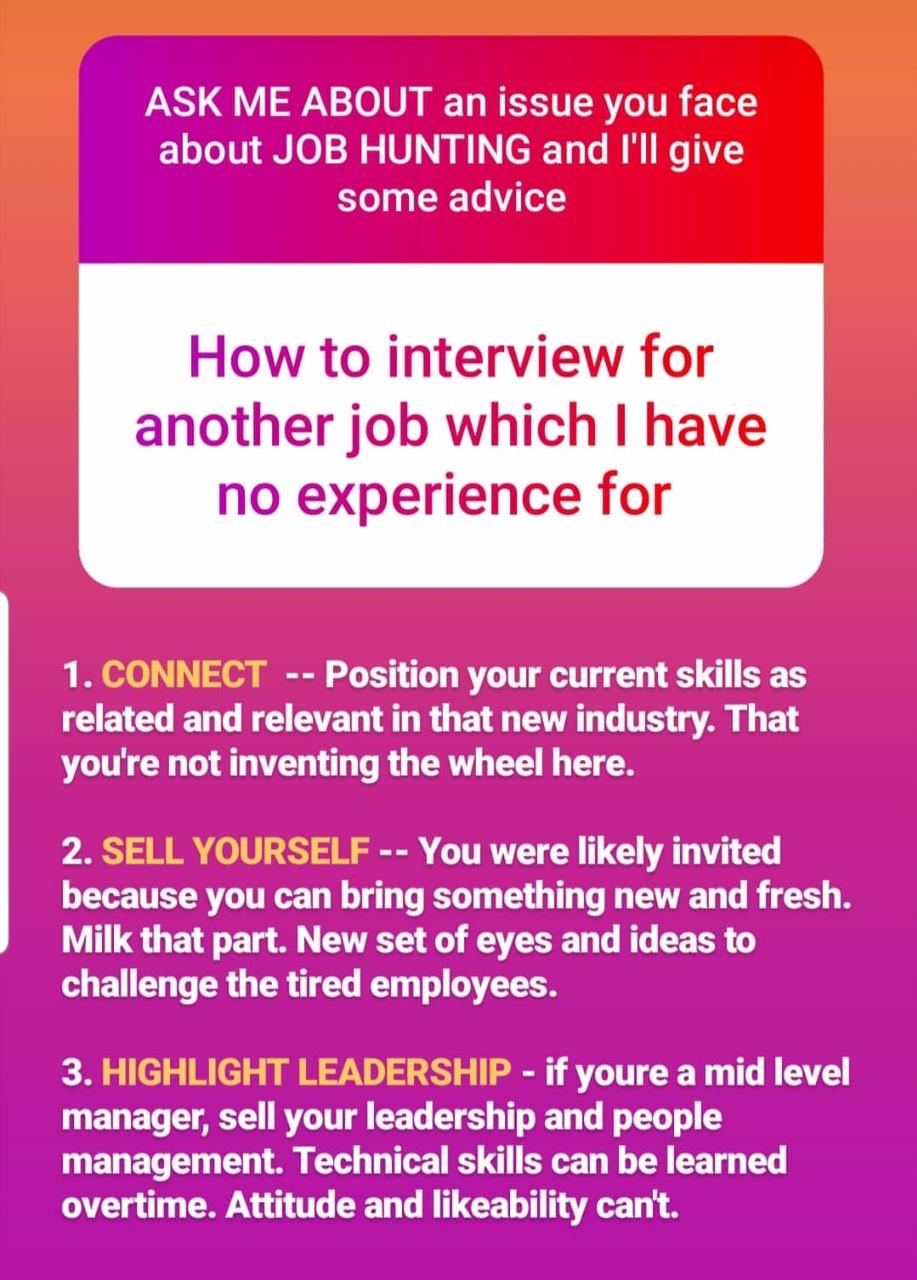 ASK ME ABOUT an issue you face
about JOB HUNTING and I'll give
some advice
How to interview for
another job which I have
no experience for
1. CONNECT -- Position your current skills as
related and relevant in that new industry. That
you're not inventing the wheel here.
2. SELL YOURSELF -- You were likely invited
because you can bring something new and fresh.
Milk that part. New set of eyes and ideas to
challenge the tired employees.
3. HIGHLIGHT LEADERSHIP - if youre a mid level
manager, sell your leadership and people
management. Technical skills can be learned
overtime. Attitude and likeability can't.